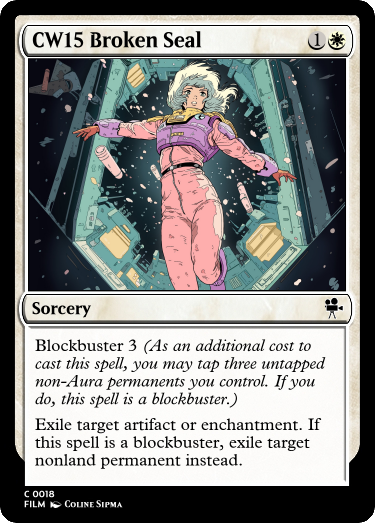 CW15 Broken Seal 1
Sorcery
Blockbuster 3 (As an additional cost to
cast this spell, you may tap three untapped
non-Aura permanents you control. If you
do, this spell is a blockbuster.)
Exile target artifact or enchantment. If
this spell is a blockbuster, exile target
nonland permanent instead.
C 0018
FILM Coline Sipma